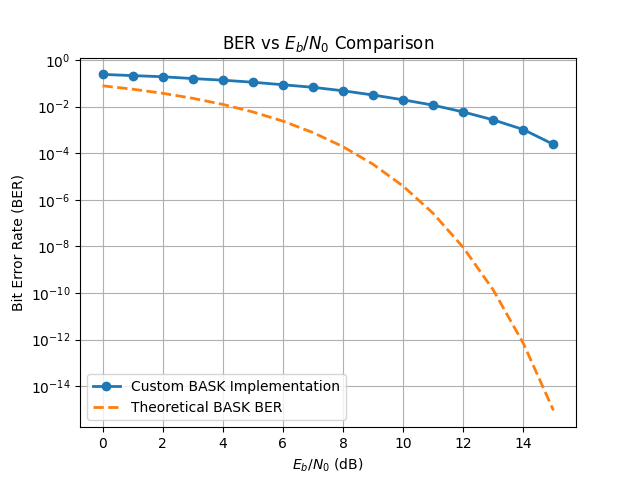 BER vs $E_b/N_0$ Comparison
Bit Error Rate (BER)
$10^0$
$10^{-2}$
$10^{-4}$
$10^{-6}$
$10^{-8}$
$10^{-10}$
$10^{-12}$
$10^{-14}$
Custom BASK Implementation
Theoretical BASK BER
0 2 4 6 8 10 12 14
$E_b/N_0$ (dB)